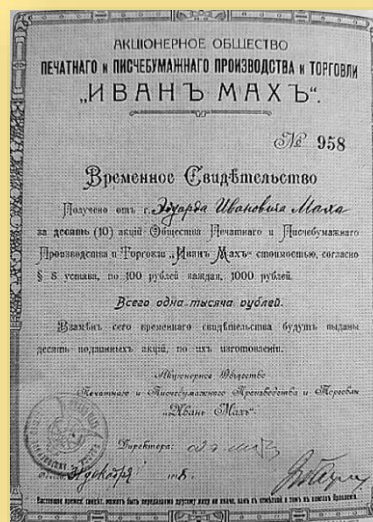 АКЦІОНЕРНОЕ ОБЩЕСТВО
ПЕЧАТНАГО и ПИСЧЕБУМАЖНАГО ПРОИЗВОДСТВА и ТОРГОВЛИ
„ИВАНЪ МАХЪ“.
№ 958
Временное Свидѣтельство
Получено отъ г. Эдуарда Ивановича Маха
за десять (10) акцій Общества Печатнаго и Писчебумажнаго
Производства и Торговли „Иванъ Махъ“ стоимостью, согласно
§ 8 устава, по 100 рублей каждая, 1000 рублей.
Всего одна тысяча рублей.
Взамѣнъ сего временнаго свидѣтельства будутъ выданы
десять подлинныхъ акцій, по ихъ изготовленіи.
Акціонерное Общество
Печатнаго и Писчебумажнаго Производства и Торговли
„Иванъ Махъ“.
Директора:
декабря